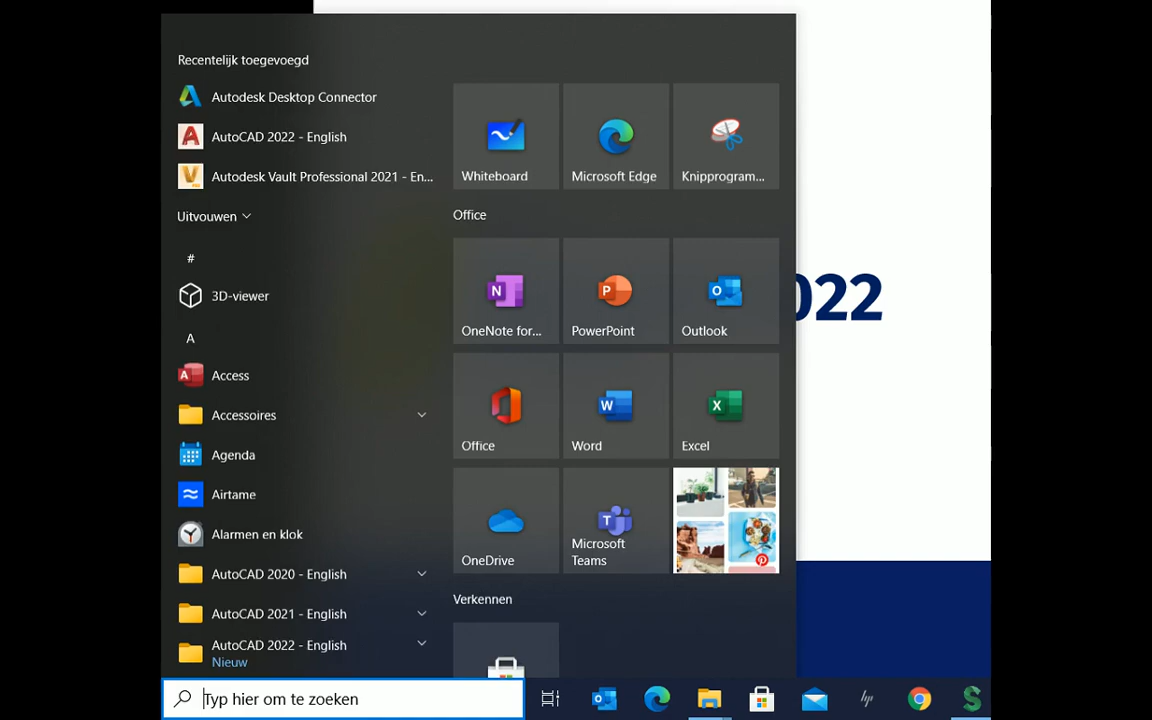 Recentelijk toegevoegd
Autodesk Desktop Connector
AutoCAD 2022 - English
Autodesk Vault Professional 2021 - En...
Uitvouwen
#
3D-viewer
A
Access
Accessoires
Agenda
Airtame
Alarmen en klok
AutoCAD 2020 - English
AutoCAD 2021 - English
AutoCAD 2022 - English
Nieuw
Whiteboard
Microsoft Edge
Knipprogram...
Office
OneNote for...
PowerPoint
Outlook
Office
Word
Excel
OneDrive
Microsoft
Teams
Verkennen
022
Typ hier om te zoeken